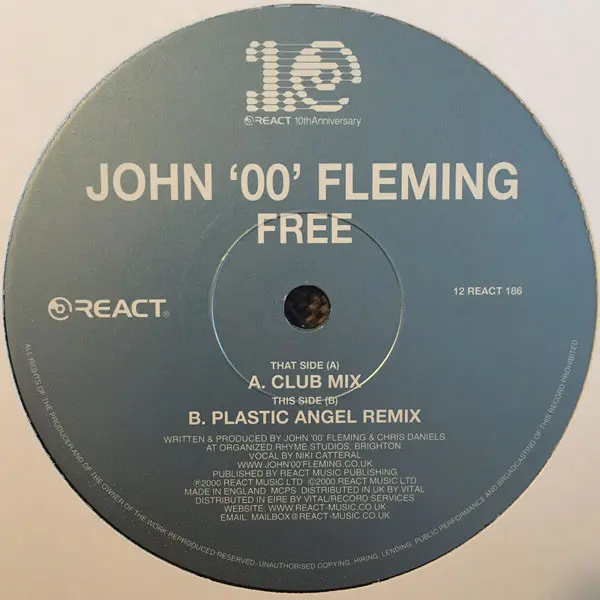 10
REACT 10thAnniversary
JOHN '00' FLEMING
FREE
REACT®
12 REACT 186
THAT SIDE (A)
A. CLUB MIX
THIS SIDE (B)
B. PLASTIC ANGEL REMIX
WRITTEN & PRODUCED BY JOHN '00' FLEMING & CHRIS DANIELS
AT ORGANIZED RHYME STUDIOS, BRIGHTON
VOCAL BY NIKI CATTERAL
WWW.JOHN'00'FLEMING.CO.UK
PUBLISHED BY REACT MUSIC PUBLISHING
℗2000 REACT MUSIC LTD ©2000 REACT MUSIC LTD
MADE IN ENGLAND MCPS DISTRIBUTED IN UK BY VITAL
DISTRIBUTED IN EIRE BY VITAL/RECORD SERVICES
WEBSITE: WWW.REACT-MUSIC.CO.UK
EMAIL: MAILBOX@REACT-MUSIC.CO.UK
ALL RIGHTS OF THE PRODUCER AND OF THE OWNER OF THE WORK REPRODUCED RESERVED. UNAUTHORISED COPYING, HIRING, LENDING, PUBLIC PERFORMANCE AND BROADCASTING OF THIS RECORD PROHIBITED